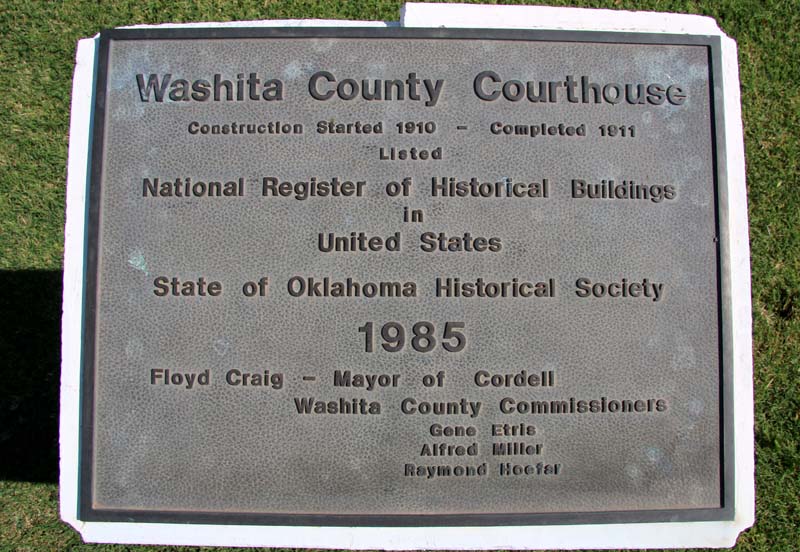 Washita County Courthouse
Construction Started 1910 – Completed 1911
Listed
National Register of Historical Buildings
in
United States
State of Oklahoma Historical Society
1985
Floyd Craig – Mayor of Cordell
Washita County Commissioners
Gene Etris
Alfred Miller
Raymond Hoefar